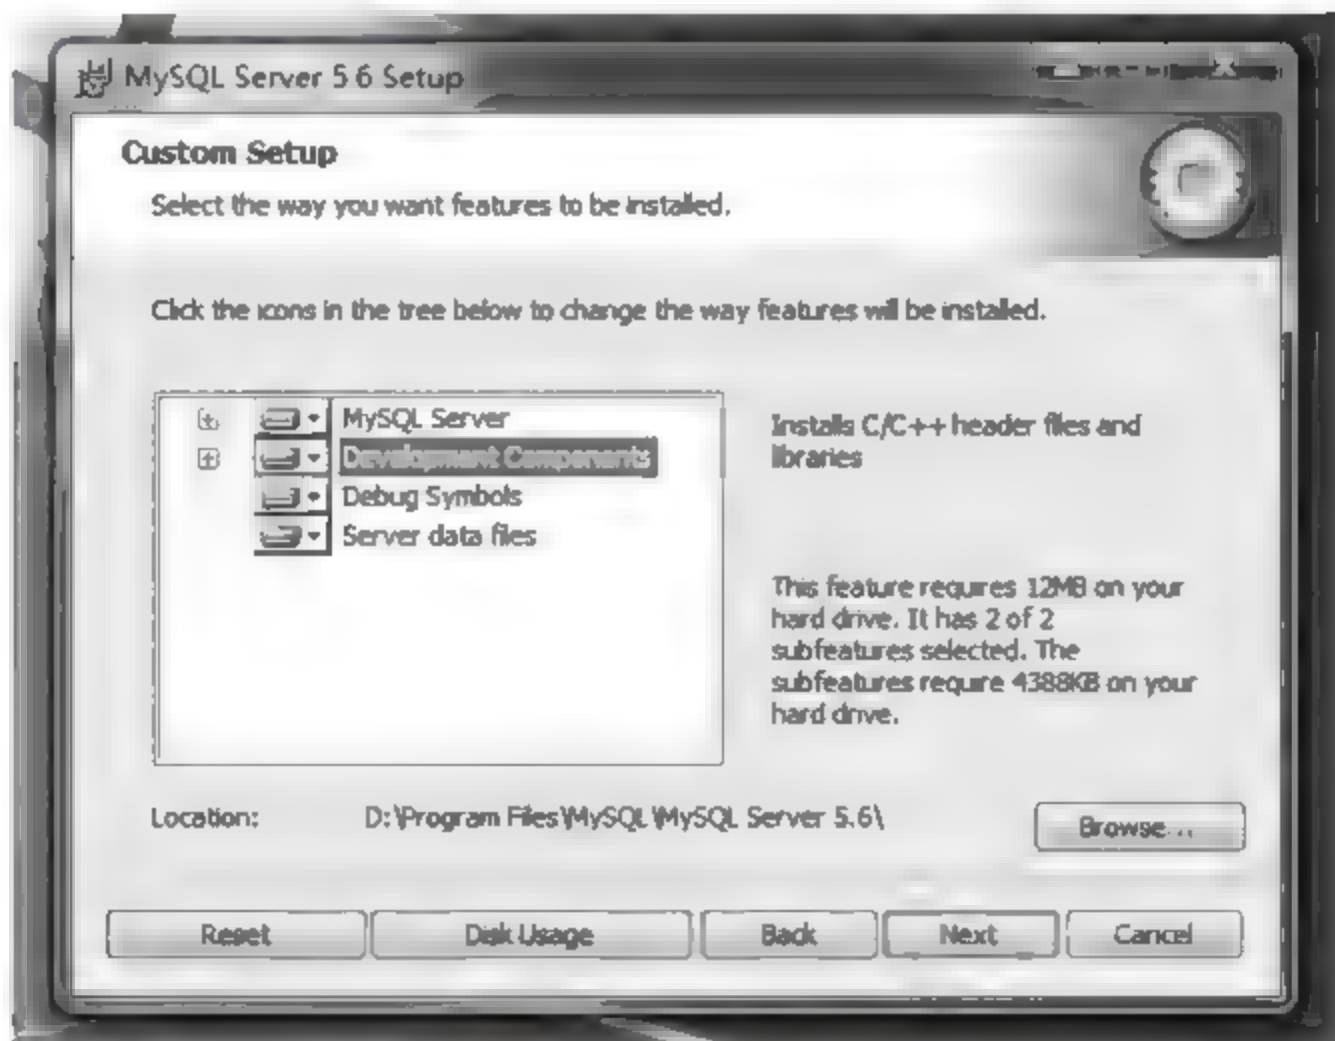 MySQL Server 5 6 Setup
Custom Setup
Select the way you want features to be installed.
Click the icons in the tree below to change the way features will be installed.
MySQL Server
Development Components
Debug Symbols
Server data files
Installs C/C++ header files and
libraries
This feature requires 12MB on your
hard drive. It has 2 of 2
subfeatures selected. The
subfeatures require 4388KB on your
hard drive.
Location:
D:\Program Files\MySQL\MySQL Server 5.6\
Browse...
Reset
Disk Usage
Back
Next
Cancel